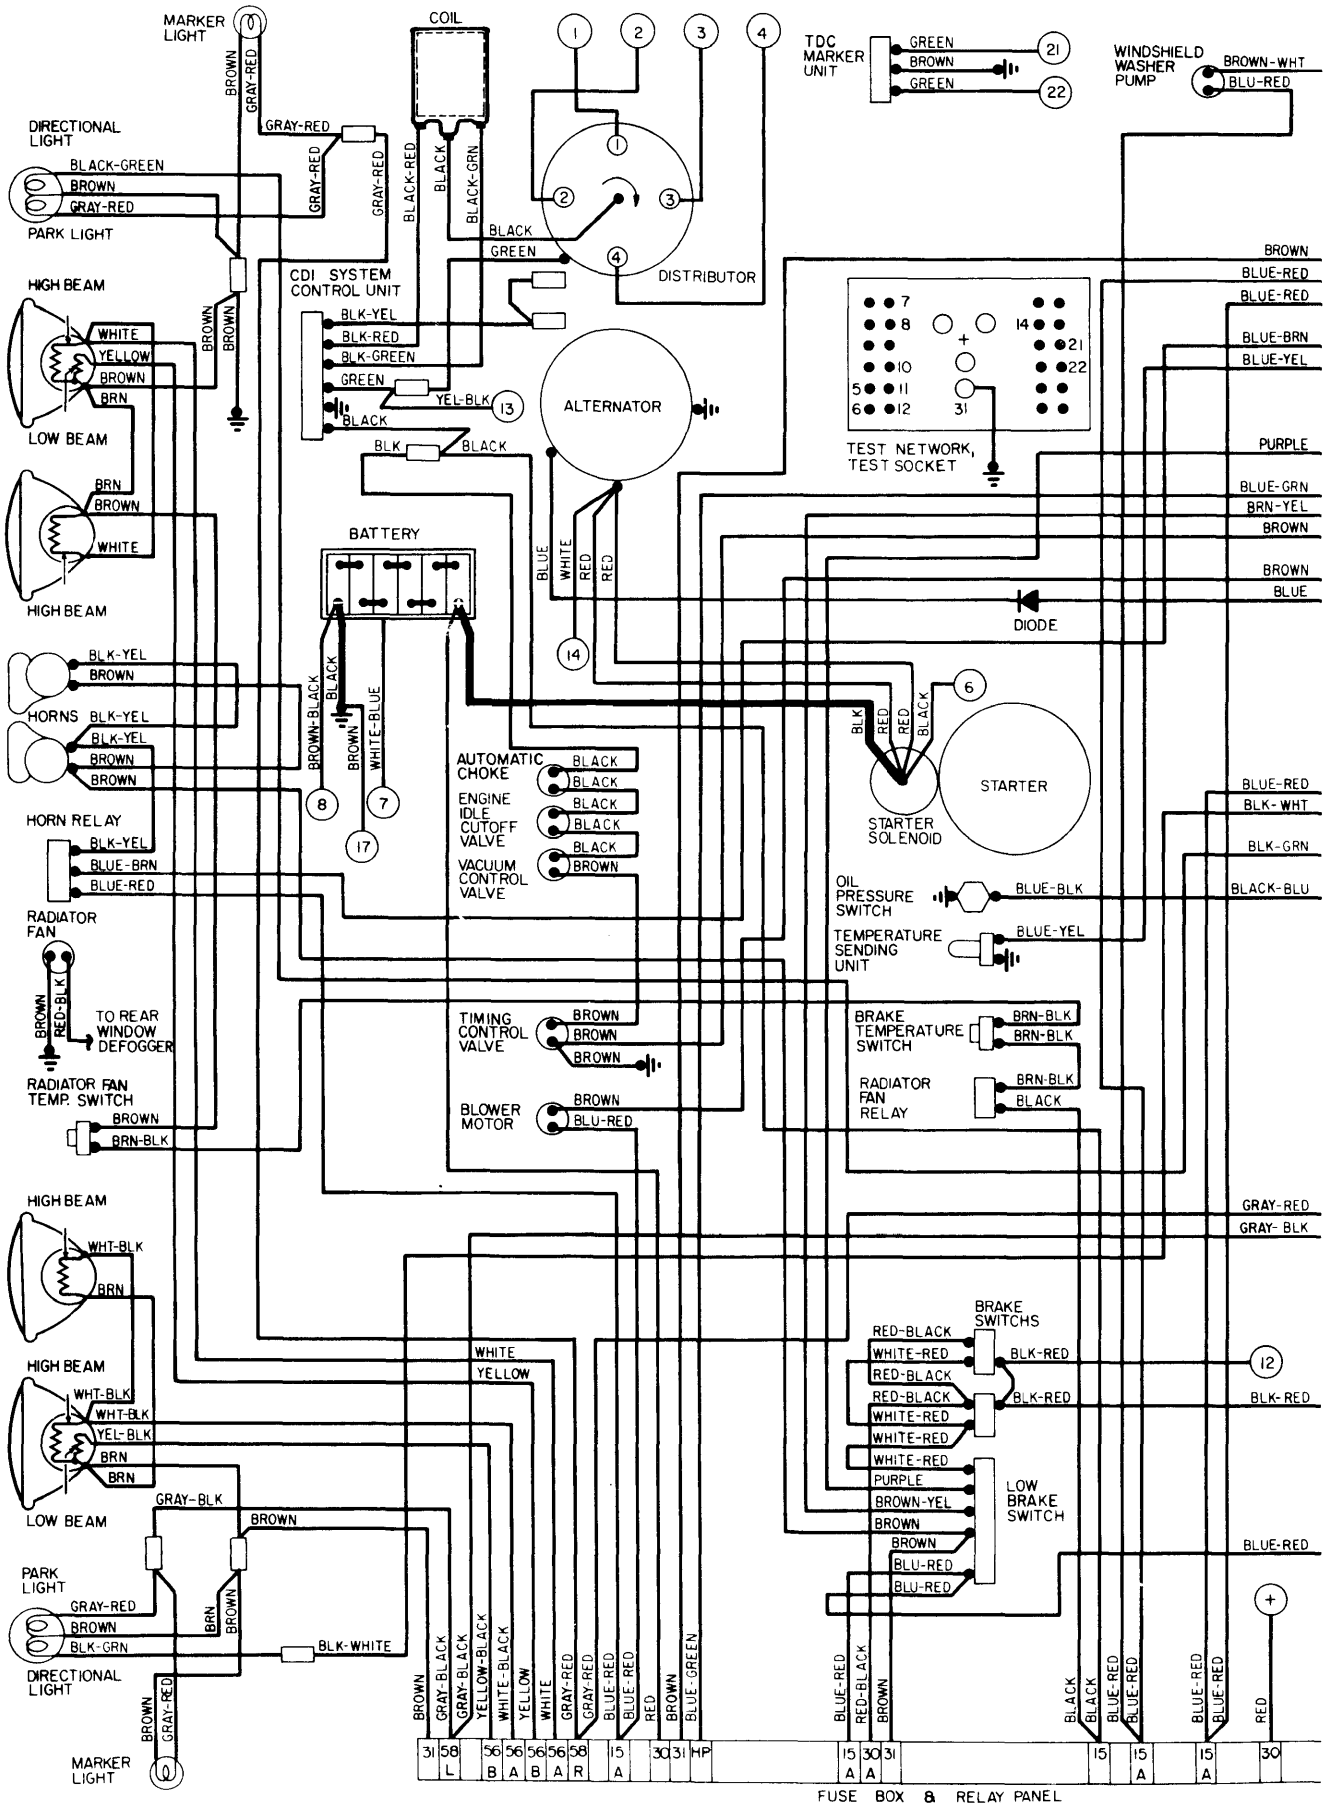 MARKER
LIGHT
COIL
1
2
3
4
TDC
MARKER
UNIT
GREEN
BROWN
GREEN
21
22
WINDSHIELD
WASHER
PUMP
BROWN-WHT
BLU-RED
BROWN
GRAY-RED
GRAY-RED
GRAY-RED
GRAY-RED
DIRECTIONAL
LIGHT
BLACK-GREEN
BROWN
GRAY-RED
PARK LIGHT
BLACK-RED
BLACK
BLACK-GRN
BLACK
GREEN
1
2
3
4
DISTRIBUTOR
HIGH BEAM
WHITE
YELLOW
BROWN
BRN
LOW BEAM
BROWN
BROWN
CDI SYSTEM
CONTROL UNIT
BLK-YEL
BLK-RED
BLK-GREEN
GREEN
YEL-BLK
13
BLACK
BLK
BLACK
ALTERNATOR
7
8
14
21
10
22
5
11
6
12
31
+
TEST NETWORK,
TEST SOCKET
BROWN
BLUE-RED
BLUE-RED
BLUE-BRN
BLUE-YEL
PURPLE
BLUE-GRN
BRN-YEL
BROWN
BROWN
BLUE
BRN
BROWN
WHITE
HIGH BEAM
BATTERY
BLUE
WHITE
RED
RED
14
DIODE
BLK-YEL
BROWN
HORNS
BLK-YEL
BLK-YEL
BROWN
BROWN
BROWN-BLACK
BLACK
BROWN
WHITE-BLUE
8
17
7
BLK
RED
RED
BLACK
6
STARTER
STARTER
SOLENOID
AUTOMATIC
CHOKE
BLACK
BLACK
ENGINE
IDLE
CUTOFF
VALVE
BLACK
BLACK
VACUUM
CONTROL
VALVE
BLACK
BROWN
BLUE-RED
BLK-WHT
BLK-GRN
BLACK-BLU
HORN RELAY
BLK-YEL
BLUE-BRN
BLUE-RED
OIL
PRESSURE
SWITCH
BLUE-BLK
TEMPERATURE
SENDING
UNIT
BLUE-YEL
RADIATOR
FAN
BROWN
RED-BLK
TO REAR
WINDOW
DEFOGGER
RADIATOR FAN
TEMP. SWITCH
BROWN
BRN-BLK
TIMING
CONTROL
VALVE
BROWN
BROWN
BROWN
BLOWER
MOTOR
BROWN
BLU-RED
BRAKE
TEMPERATURE
SWITCH
BRN-BLK
BRN-BLK
RADIATOR
FAN
RELAY
BRN-BLK
BLACK
GRAY-RED
GRAY-BLK
HIGH BEAM
WHT-BLK
BRN
HIGH BEAM
WHT-BLK
WHT-BLK
YEL-BLK
BRN
BRN
LOW BEAM
WHITE
YELLOW
BRAKE
SWITCHS
RED-BLACK
WHITE-RED
RED-BLACK
RED-BLACK
WHITE-RED
WHITE-RED
WHITE-RED
PURPLE
BROWN-YEL
BROWN
BROWN
BLU-RED
BLU-RED
BLK-RED
BLK-RED
12
BLK-RED
LOW
BRAKE
SWITCH
BLUE-RED
GRAY-BLK
BROWN
PARK
LIGHT
GRAY-RED
BROWN
BLK-GRN
BRN
BROWN
BLK-WHITE
DIRECTIONAL
LIGHT
BROWN
GRAY-RED
MARKER
LIGHT
BROWN
GRAY-BLACK
GRAY-BLACK
YELLOW-BLACK
WHITE-BLACK
YELLOW
WHITE
GRAY-RED
GRAY-RED
BLUE-RED
BLUE-RED
RED
BROWN
BLUE-GREEN
BLUE-RED
RED-BLACK
BROWN
BLACK
BLACK
BLUE-RED
BLUE-RED
BLUE-RED
BLUE-RED
RED
+
31 58 56 56 56 56 58 15 30 31 HP 15 30 31 15 15 15 30
L B A B A R A A A A A
FUSE BOX & RELAY PANEL